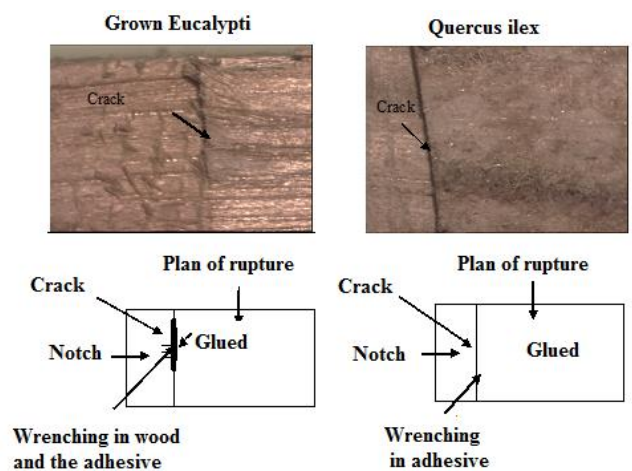 Grown Eucalypti
Quercus ilex
Crack
Crack
Plan of rupture
Crack
Notch
Glued
Wrenching in wood
and the adhesive
Plan of rupture
Crack
Notch
Glued
Wrenching
in adhesive